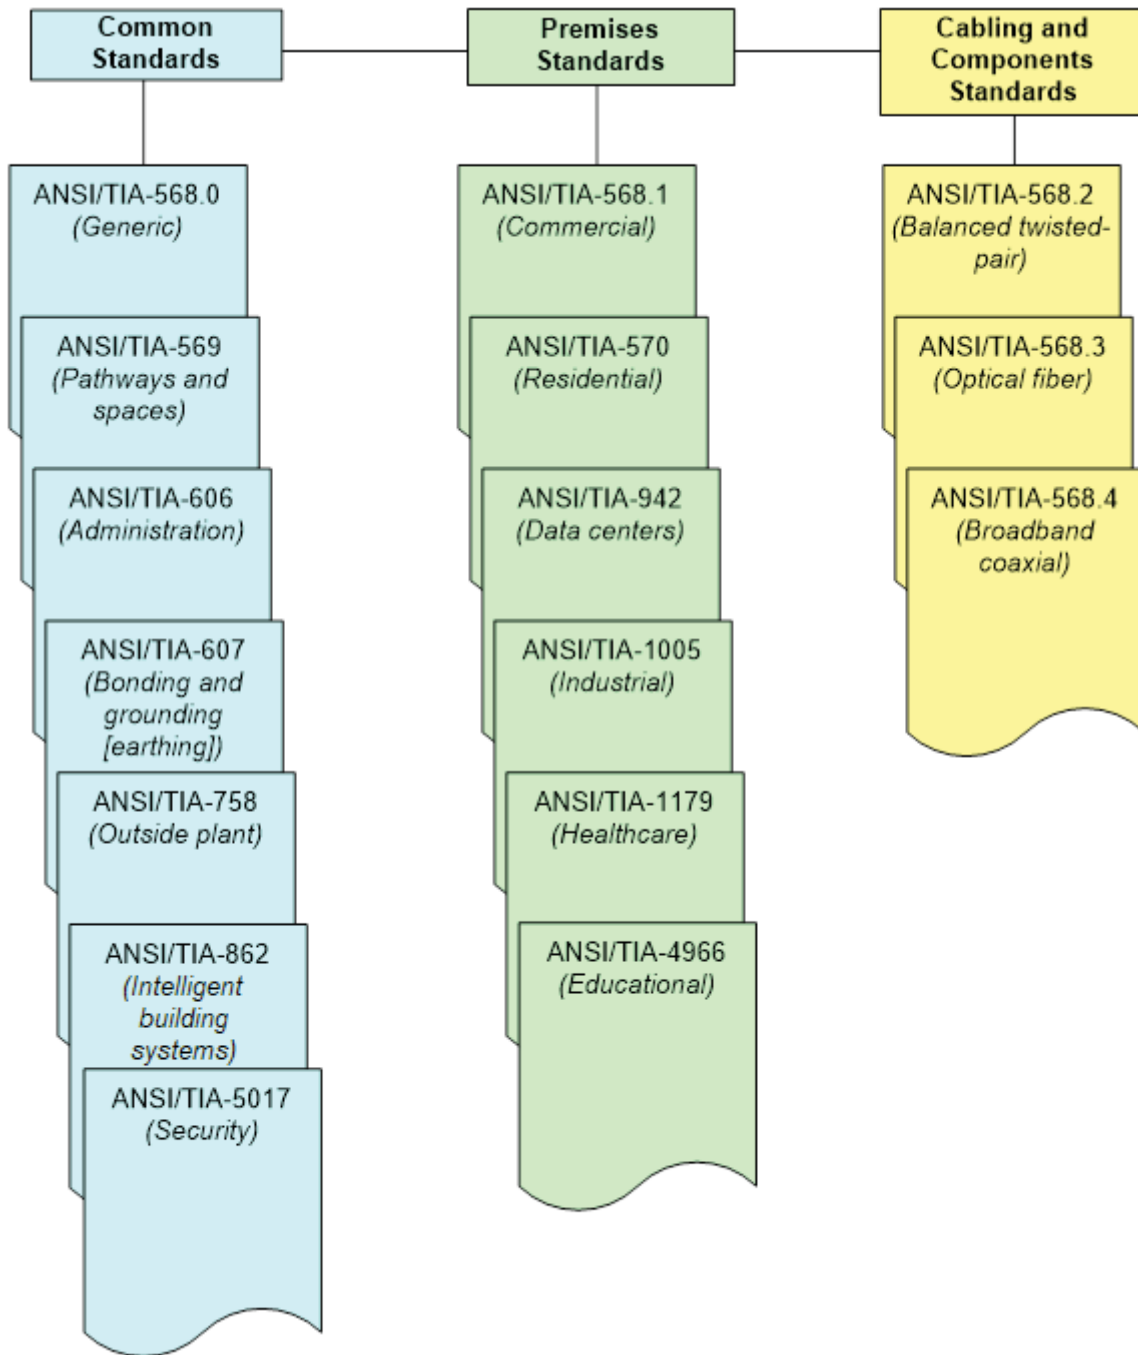 Common
Standards
Premises
Standards
Cabling and
Components
Standards
ANSI/TIA-568.0
(Generic)
ANSI/TIA-569
(Pathways and
spaces)
ANSI/TIA-606
(Administration)
ANSI/TIA-607
(Bonding and
grounding
[earthing])
ANSI/TIA-758
(Outside plant)
ANSI/TIA-862
(Intelligent
building
systems)
ANSI/TIA-5017
(Security)
ANSI/TIA-568.1
(Commercial)
ANSI/TIA-570
(Residential)
ANSI/TIA-942
(Data centers)
ANSI/TIA-1005
(Industrial)
ANSI/TIA-1179
(Healthcare)
ANSI/TIA-4966
(Educational)
ANSI/TIA-568.2
(Balanced twisted-
pair)
ANSI/TIA-568.3
(Optical fiber)
ANSI/TIA-568.4
(Broadband
coaxial)